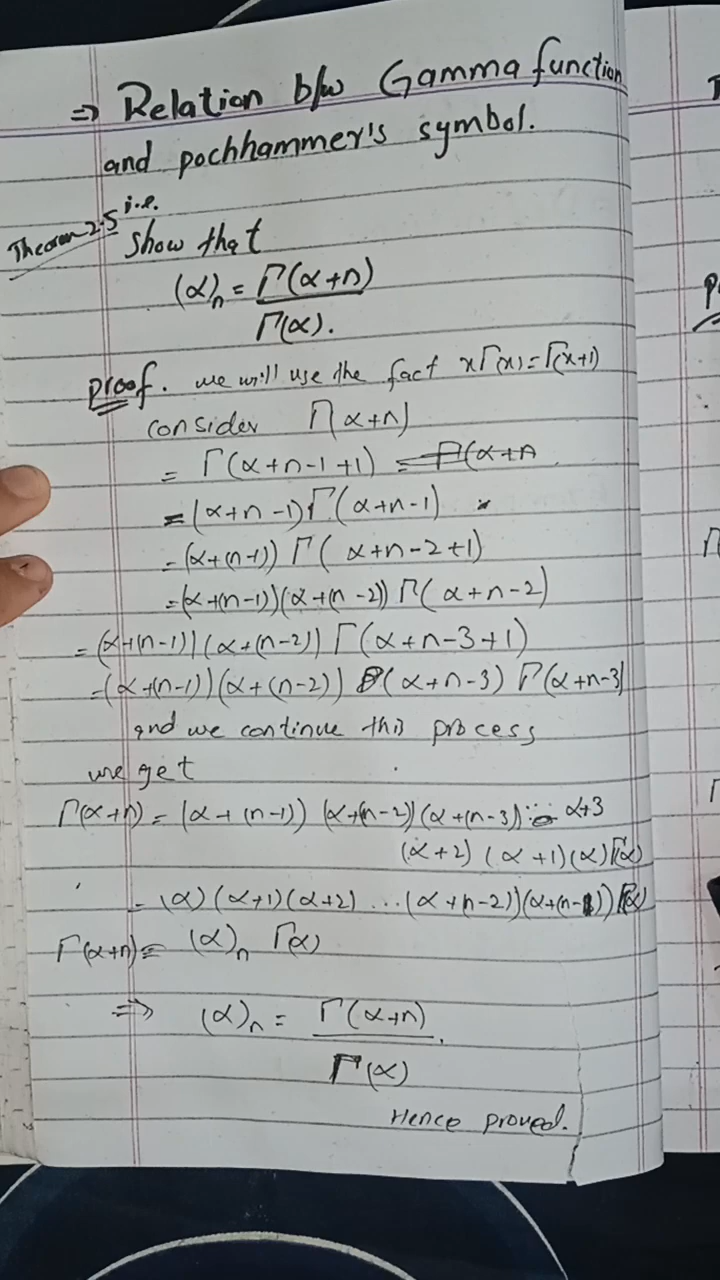 ⇒ Relation b/w Gamma function
and pochhammer's symbol.
Theorem 2.5 i.e.
show that
(α)ₙ = Γ(α+n)
Γ(α).
Proof. we will use the fact xΓ(x)=Γ(x+1)
consider Γ(α+n)
= Γ(α+n-1+1) = Γ(α+n
= (α+n-1)Γ(α+n-1)
= (α+(n-1)) Γ(α+n-2+1)
= (α+(n-1))(α+(n-2)) Γ(α+n-2)
= (α+(n-1))(α+(n-2)) Γ(α+n-3+1)
= (α+(n-1))(α+(n-2)) (α+n-3) Γ(α+n-3)
and we continue this process
we get
Γ(α+n) = (α+(n-1)) (α+(n-2))(α+(n-3)) ... α+3
(α+2) (α+1)(α)Γ(α)
= (α)(α+1)(α+2) ...(α+(n-2))(α+(n-1))Γ(α)
Γ(α+n) = (α)ₙ Γ(α)
⇒ (α)ₙ = Γ(α+n).
Γ(α)
Hence proved.